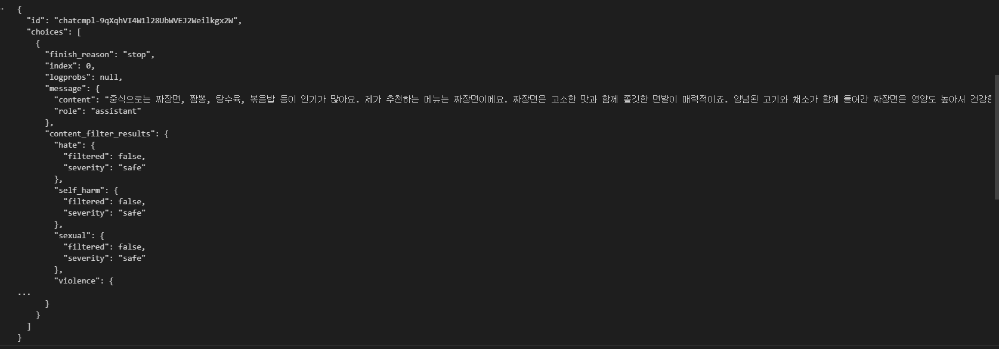 {
"id": "chatcmpl-9qXqhVI4W1l28UbWVEJ2Weilkgx2W",
"choices": [
{
"finish_reason": "stop",
"index": 0,
"logprobs": null,
"message": {
"content": "중식으로는 짜장면, 짬뽕, 탕수육, 볶음밥 등이 인기가 많아요. 제가 추천하는 메뉴는 짜장면이에요. 짜장면은 고소한 맛과 함께 쫄깃한 면발이 매력적이죠. 양념된 고기와 채소가 함께 들어간 짜장면은 영양도 높아서
"role": "assistant"
},
"content_filter_results": {
"hate": {
"filtered": false,
"severity": "safe"
},
"self_harm": {
"filtered": false,
"severity": "safe"
},
"sexual": {
"filtered": false,
"severity": "safe"
},
"violence": {
...
}
}
]
}